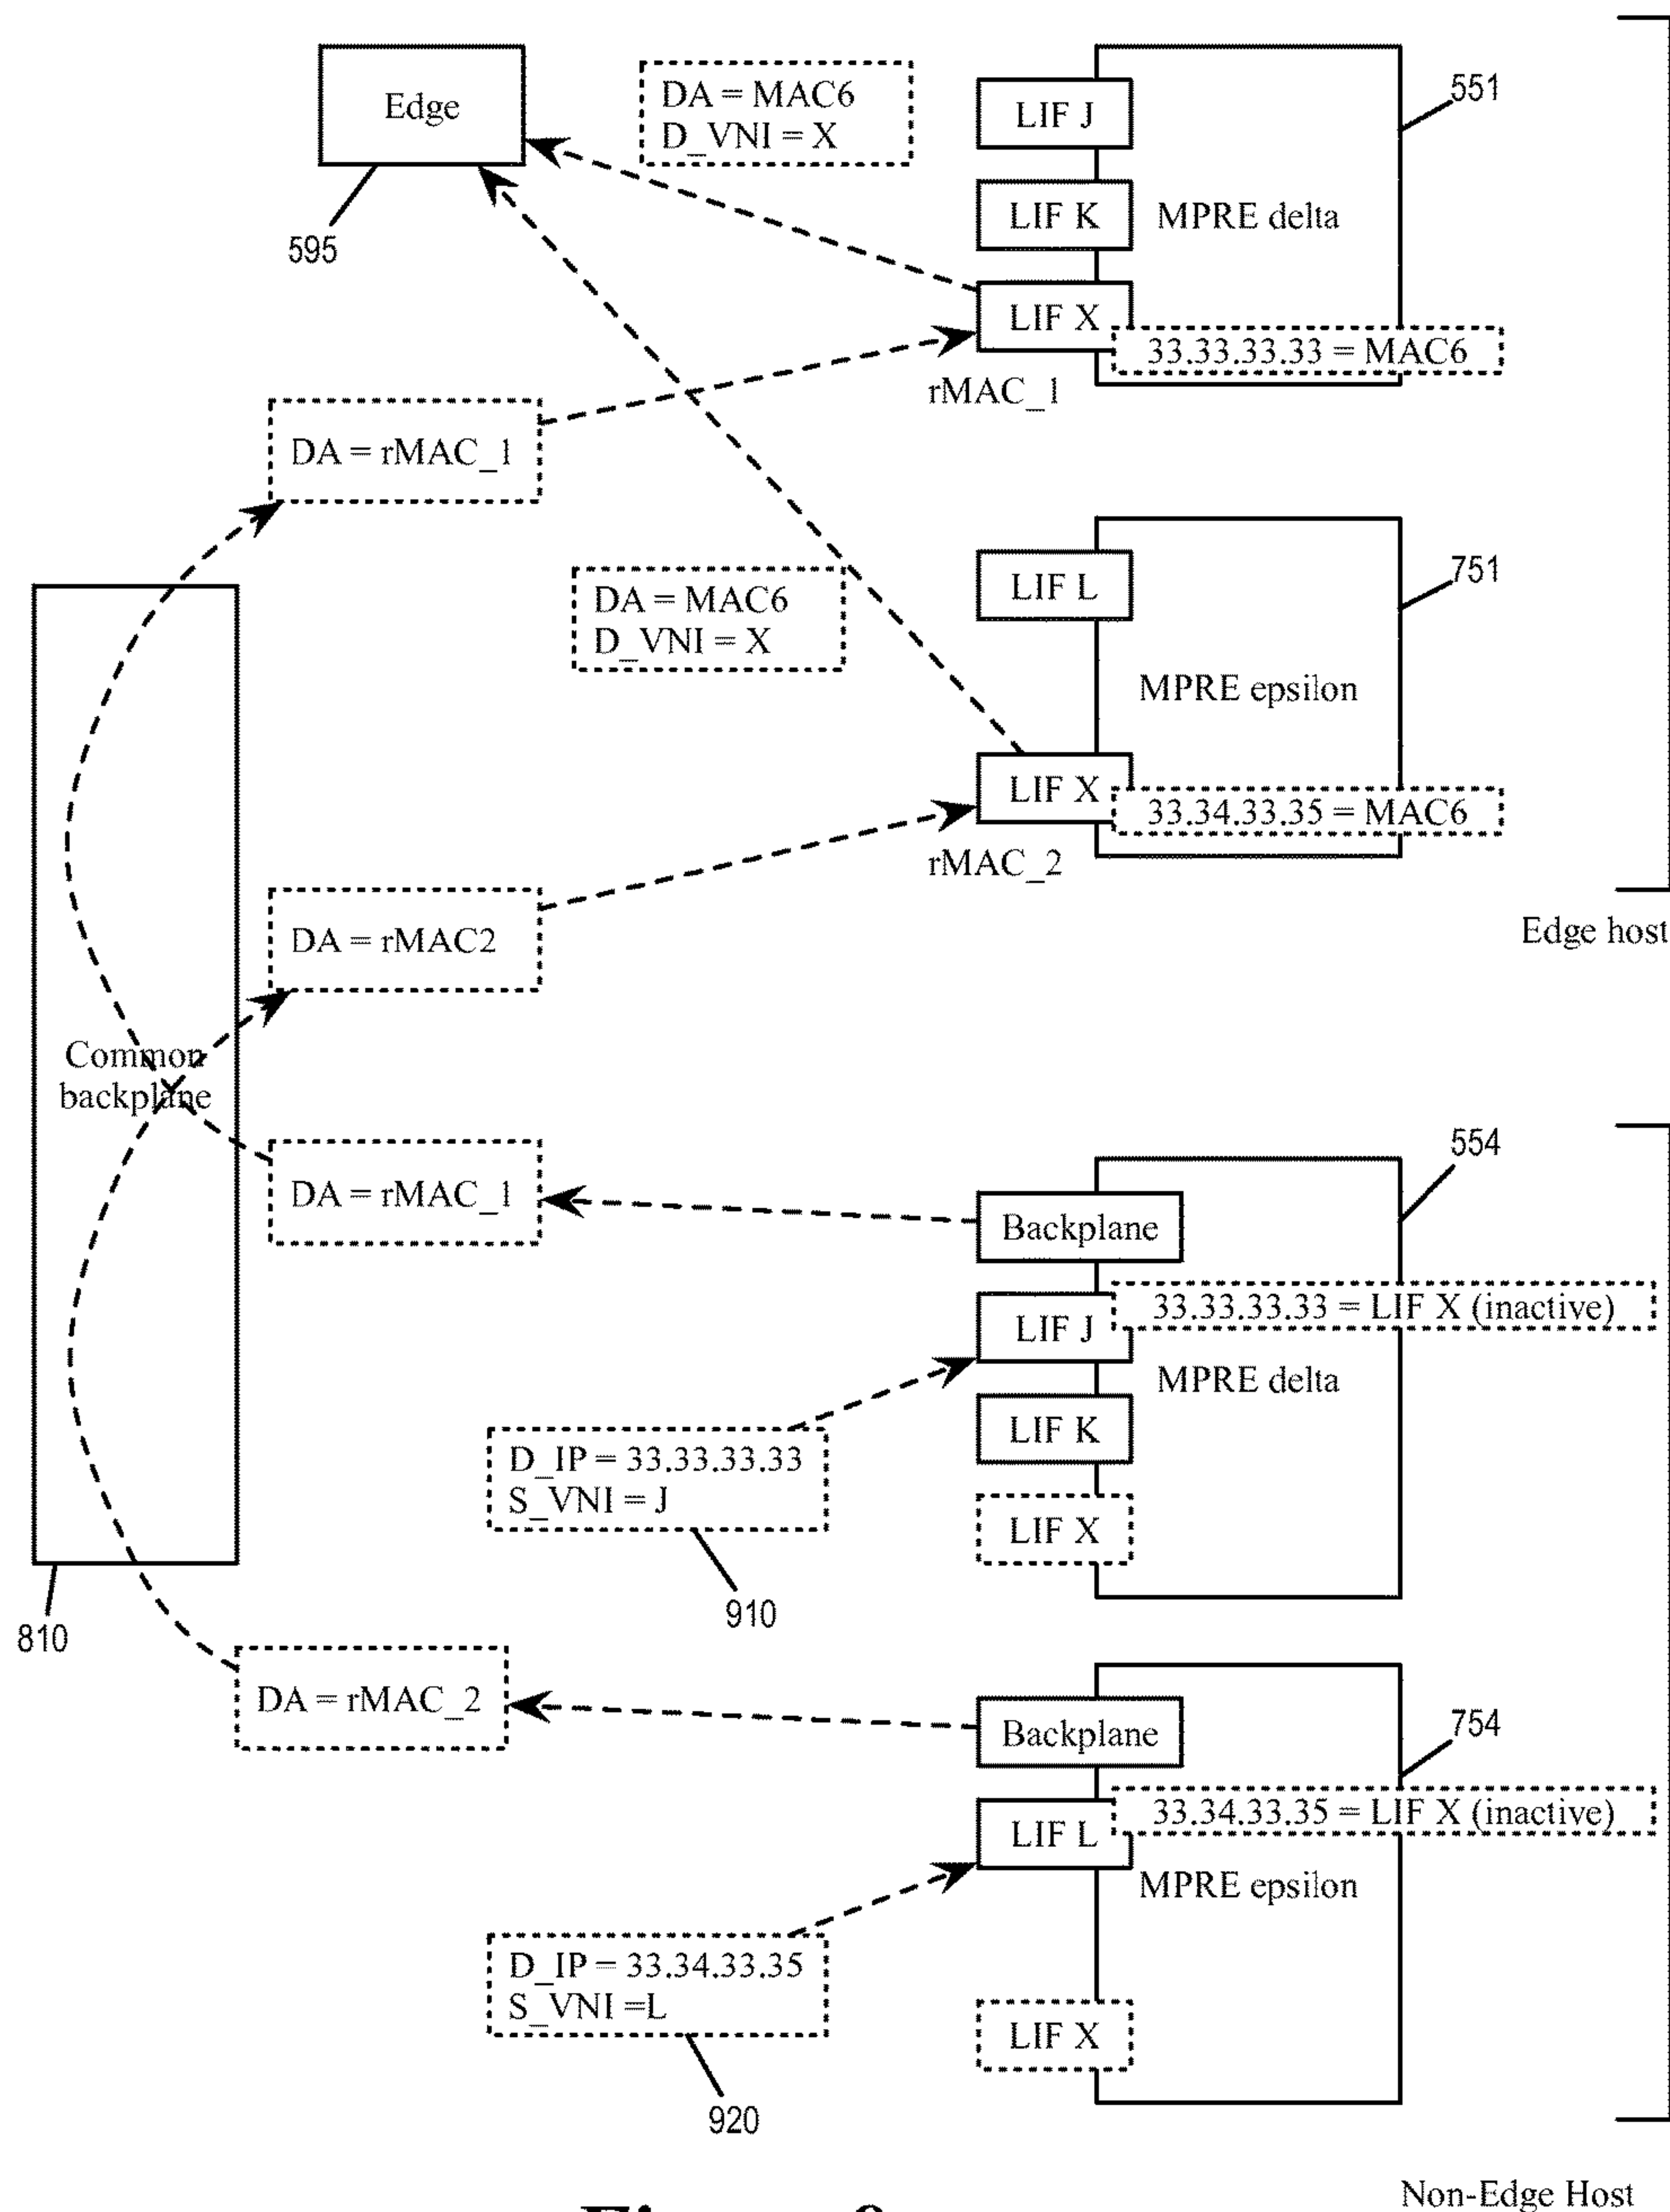 Edge
595
DA = MAC6
D_VNI = X
LIF J
LIF K
MPRE delta
LIF X
551
33.33.33.33 = MAC6
rMAC_1
DA = rMAC_1
DA = MAC6
D_VNI = X
LIF L
751
MPRE epsilon
LIF X
33.34.33.35 = MAC6
rMAC_2
DA = rMAC2
Edge host
Common
backplane
810
DA = rMAC_1
Backplane
554
33.33.33.33 = LIF X (inactive)
LIF J
MPRE delta
LIF K
D_IP = 33.33.33.33
S_VNI = J
910
LIF X
DA = rMAC_2
Backplane
754
33.34.33.35 = LIF X (inactive)
LIF L
MPRE epsilon
D_IP = 33.34.33.35
S_VNI =L
920
LIF X
Non-Edge Host